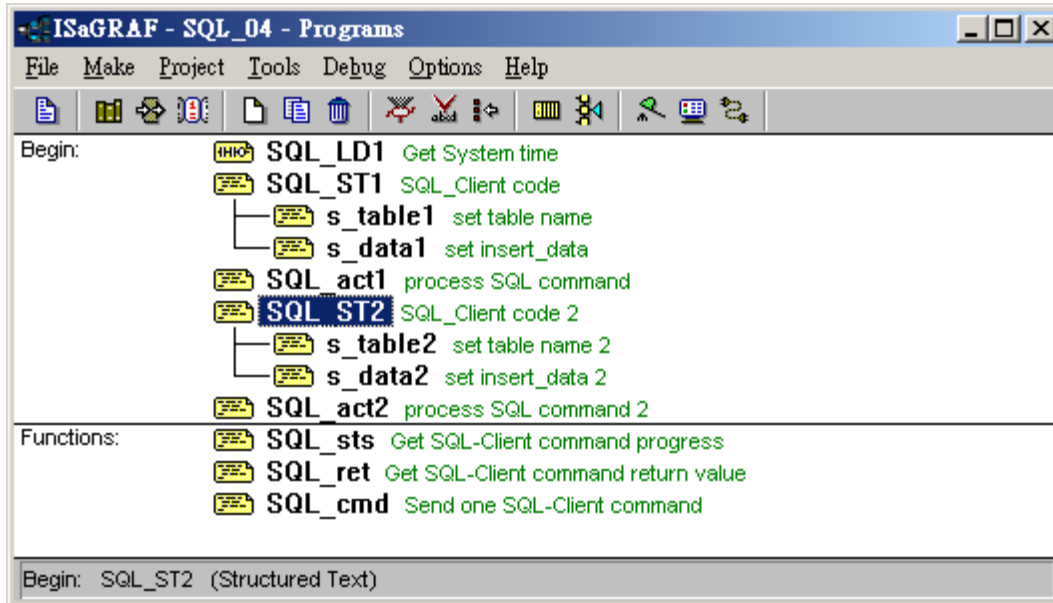 ISaGRAF - SQL_04 - Programs
File Make Project Tools Debug Options Help
Begin: SQL_LD1 Get System time
SQL_ST1 SQL_Client code
s_table1 set table name
s_data1 set insert_data
SQL_act1 process SQL command
SQL_ST2 SQL_Client code 2
s_table2 set table name 2
s_data2 set insert_data 2
SQL_act2 process SQL command 2
Functions: SQL_sts Get SQL-Client command progress
SQL_ret Get SQL-Client command return value
SQL_cmd Send one SQL-Client command
Begin: SQL_ST2 (Structured Text)